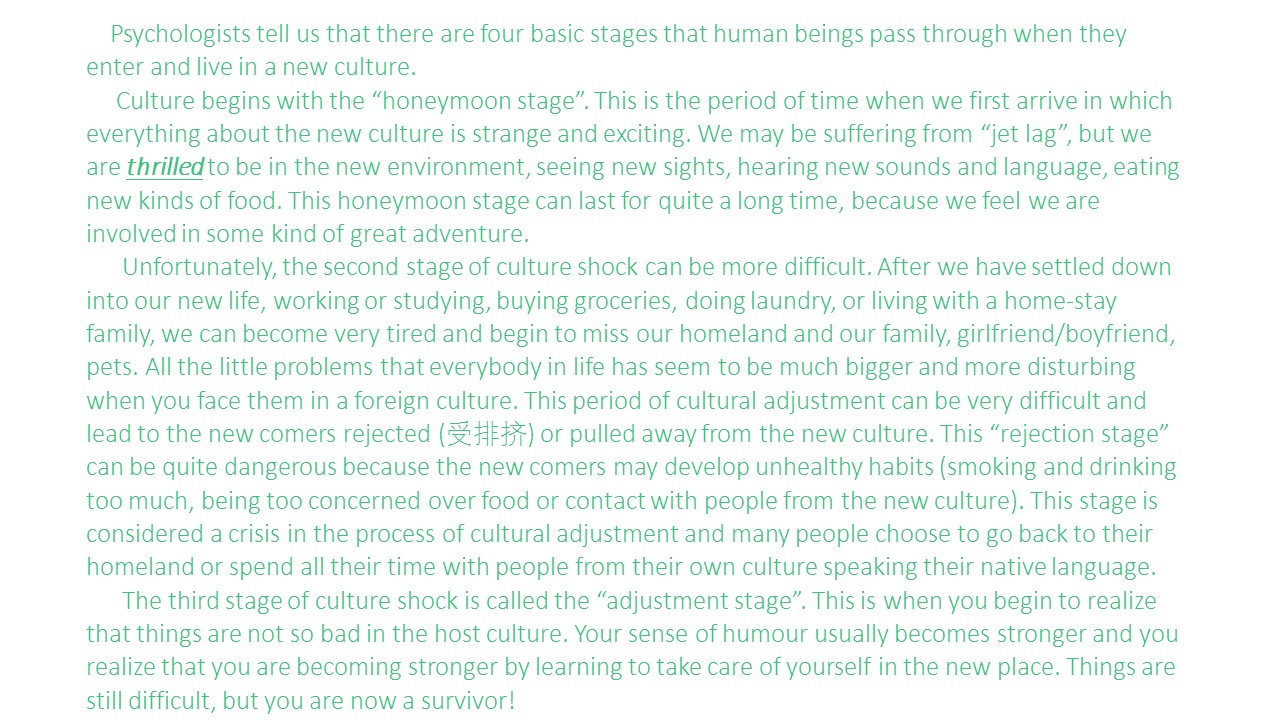 Psychologists tell us that there are four basic stages that human beings pass through when they
enter and live in a new culture.
Culture begins with the “honeymoon stage”. This is the period of time when we first arrive in which
everything about the new culture is strange and exciting. We may be suffering from “jet lag”, but we
are thrilled to be in the new environment, seeing new sights, hearing new sounds and language, eating
new kinds of food. This honeymoon stage can last for quite a long time, because we feel we are
involved in some kind of great adventure.
Unfortunately, the second stage of culture shock can be more difficult. After we have settled down
into our new life, working or studying, buying groceries, doing laundry, or living with a home-stay
family, we can become very tired and begin to miss our homeland and our family, girlfriend/boyfriend,
pets. All the little problems that everybody in life has seem to be much bigger and more disturbing
when you face them in a foreign culture. This period of cultural adjustment can be very difficult and
lead to the new comers rejected (受排挤) or pulled away from the new culture. This “rejection stage”
can be quite dangerous because the new comers may develop unhealthy habits (smoking and drinking
too much, being too concerned over food or contact with people from the new culture). This stage is
considered a crisis in the process of cultural adjustment and many people choose to go back to their
homeland or spend all their time with people from their own culture speaking their native language.
The third stage of culture shock is called the “adjustment stage”. This is when you begin to realize
that things are not so bad in the host culture. Your sense of humour usually becomes stronger and you
realize that you are becoming stronger by learning to take care of yourself in the new place. Things are
still difficult, but you are now a survivor!